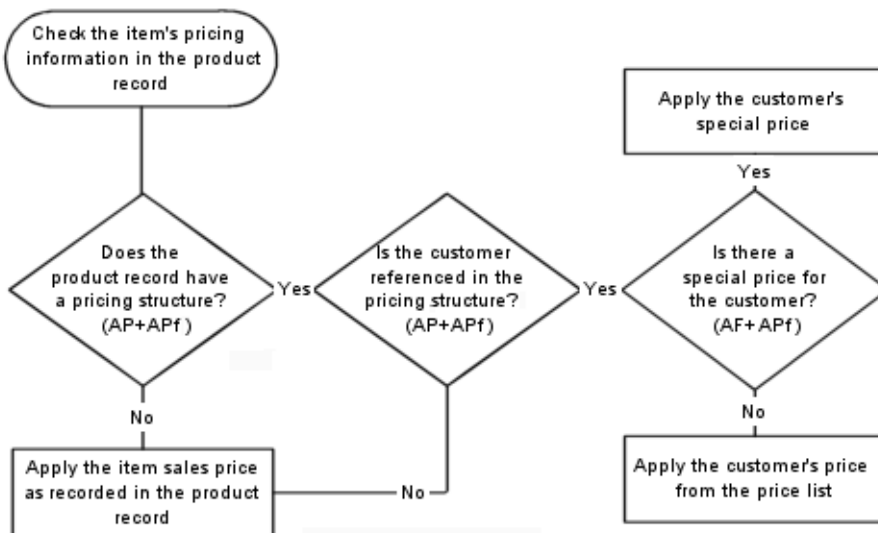 Check the item's pricing
information in the product
record
Apply the customer's
special price
Yes
Does the
product record have
a pricing structure?
(AP+APf)
Yes
Is the customer
referenced in the
pricing structure?
(AP+APf)
Yes
Is there a
special price for
the customer?
(AF+APf)
No
No
Apply the item sales price
as recorded in the product
record
No
Apply the customer's price
from the price list